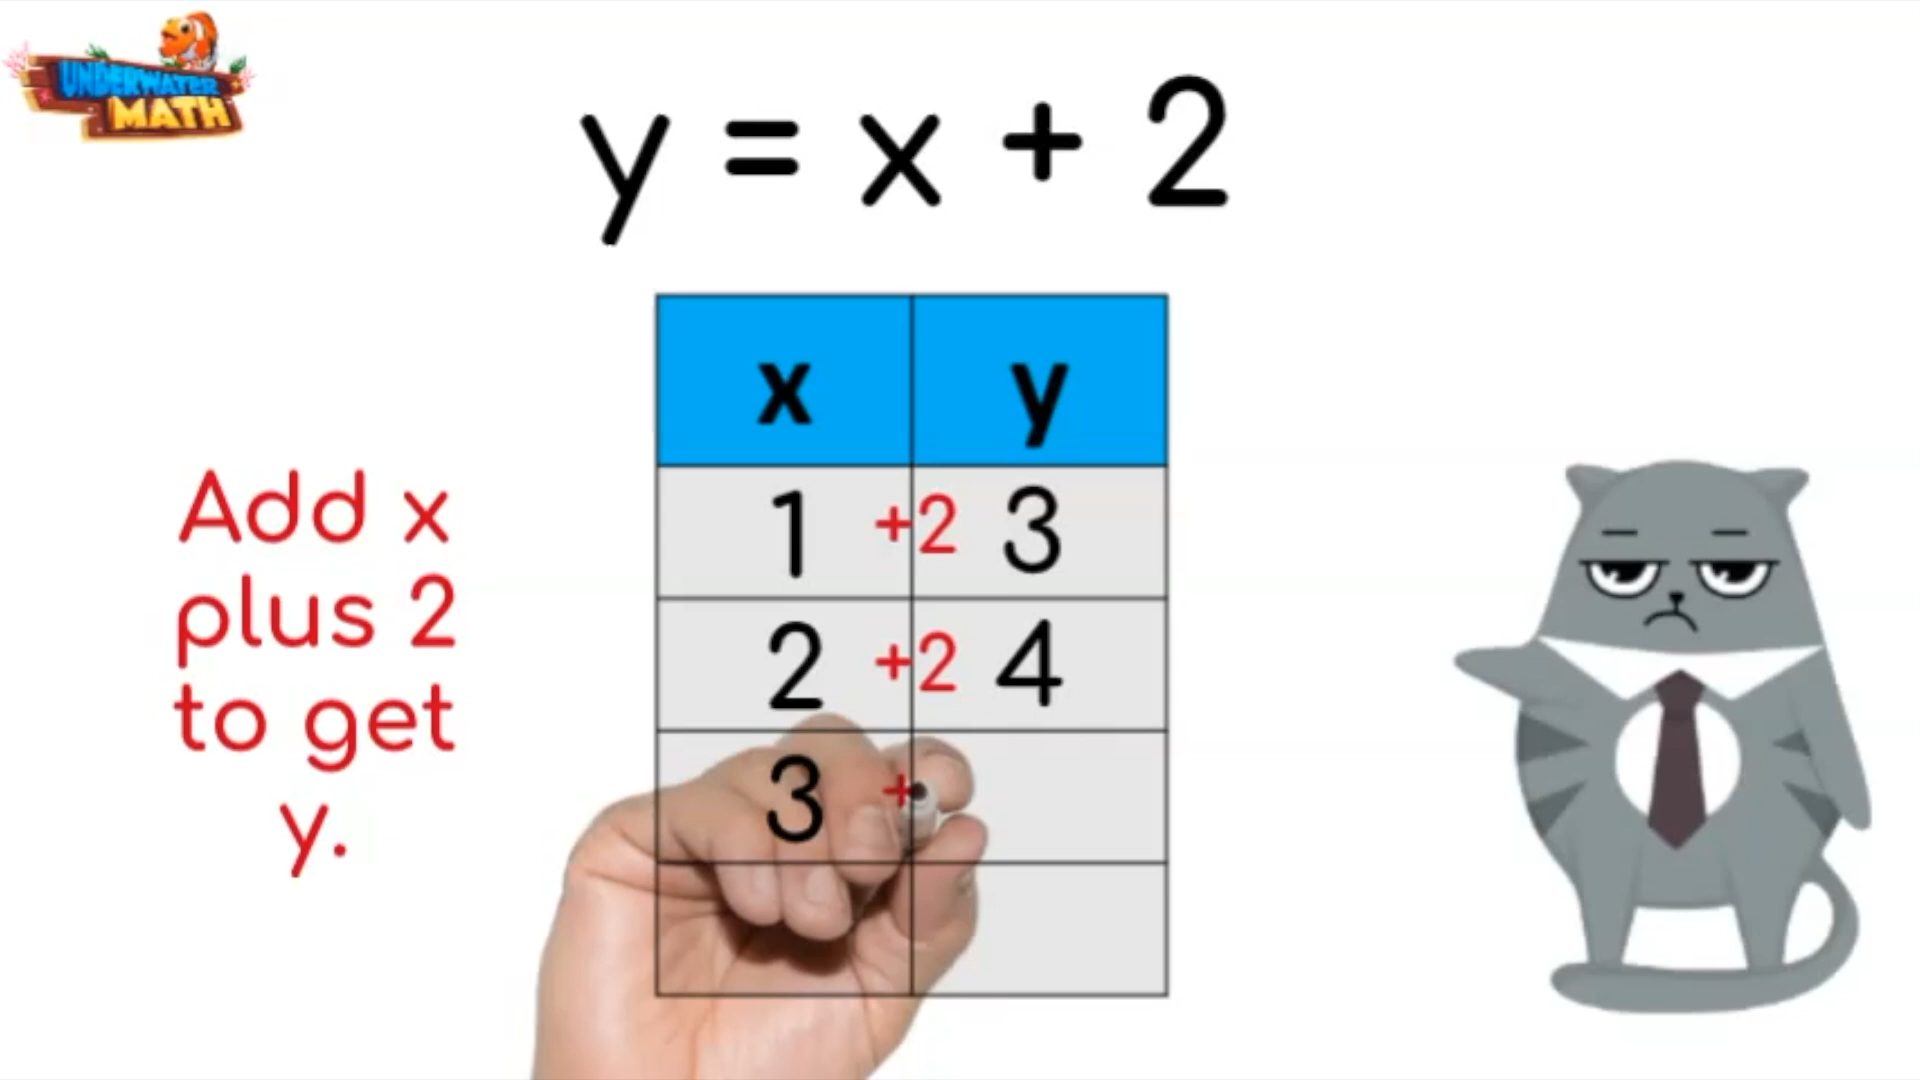 UNDERWATER
MATH
y = x + 2
x y
1 +2 3
2 +2 4
3 +
Add x
plus 2
to get
y.